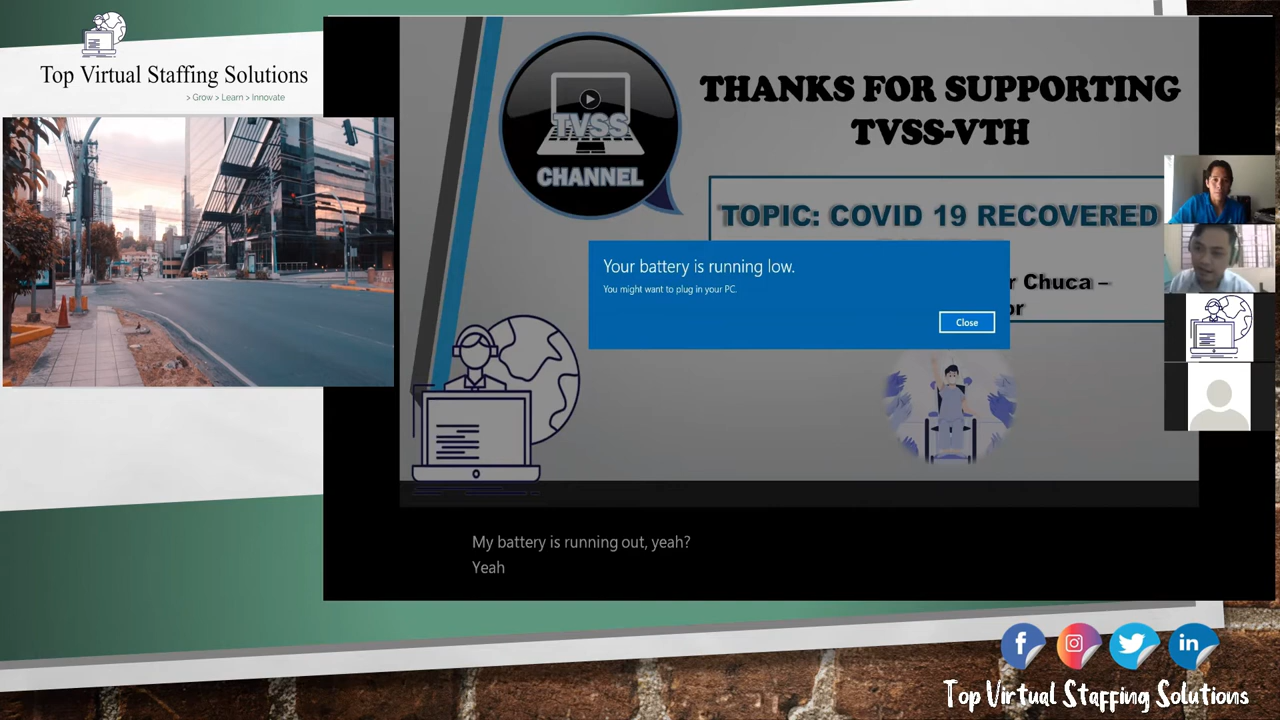 Top Virtual Staffing Solutions
> Grow > Learn > Innovate
TVSS
CHANNEL
THANKS FOR SUPPORTING
TVSS-VTH
TOPIC: COVID 19 RECOVERED
Your battery is running low.
You might want to plug in your PC.
Close
r Chuca –
or
My battery is running out, yeah?
Yeah
f
in
Top Virtual Staffing Solutions